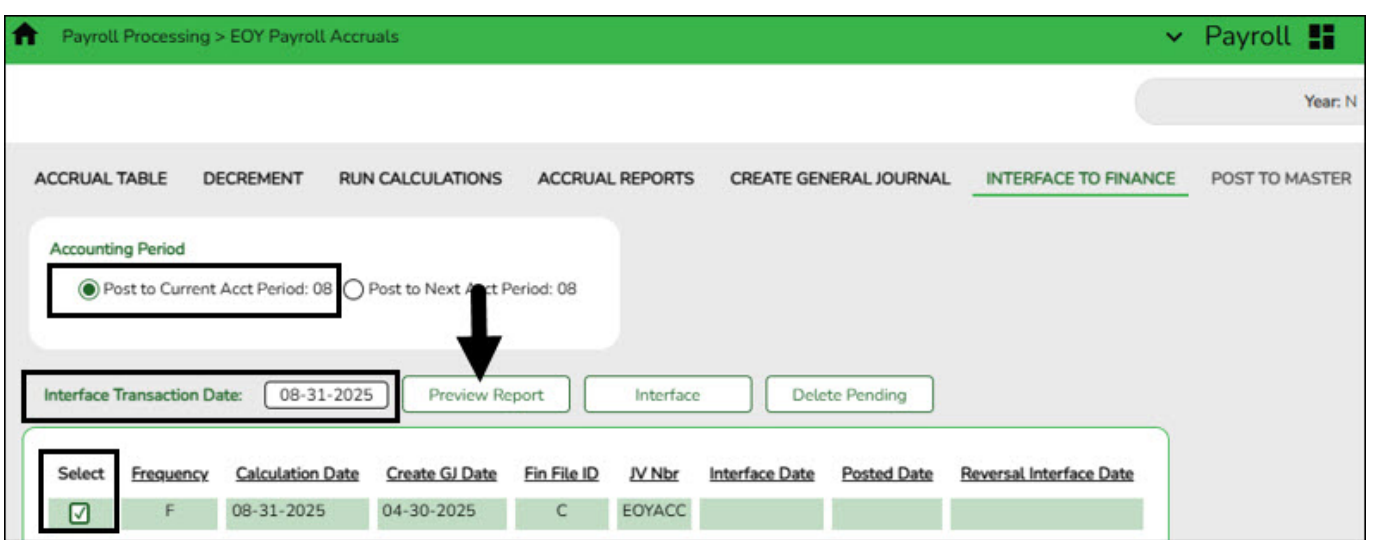 Payroll Processing > EOY Payroll Accruals
Payroll
Year: N
ACCRUAL TABLE DECREMENT RUN CALCULATIONS ACCRUAL REPORTS CREATE GENERAL JOURNAL INTERFACE TO FINANCE POST TO MASTER
Accounting Period
Post to Current Acct Period: 08 Post to Next Acct Period: 08
Interface Transaction Date: 08-31-2025 Preview Report Interface Delete Pending
Select Frequency Calculation Date Create GJ Date Fin File ID JV Nbr Interface Date Posted Date Reversal Interface Date
F 08-31-2025 04-30-2025 C EOYACC